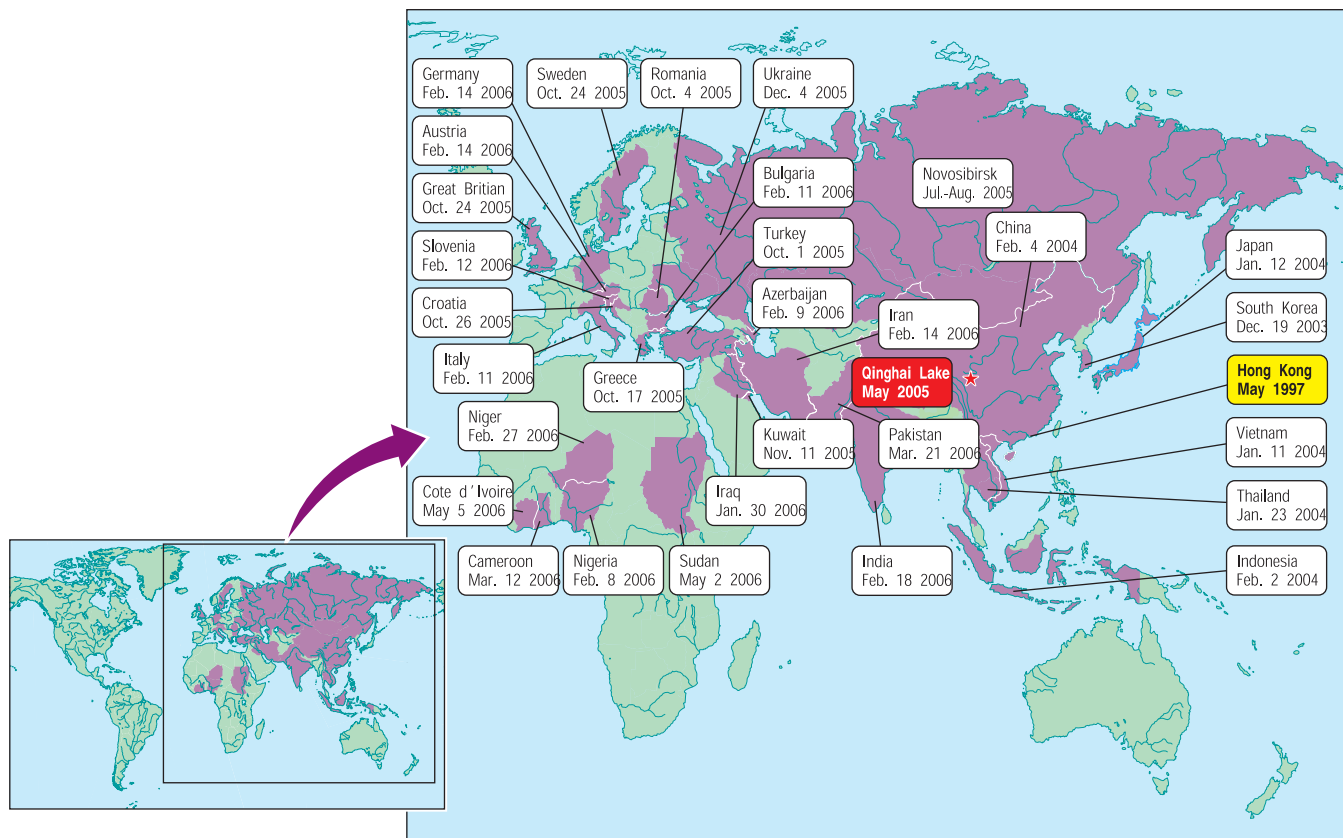 Germany
Feb. 14 2006
Sweden
Oct. 24 2005
Romania
Oct. 4 2005
Ukraine
Dec. 4 2005
Austria
Feb. 14 2006
Bulgaria
Feb. 11 2006
Novosibirsk
Jul.-Aug. 2005
Great Britian
Oct. 24 2005
Turkey
Oct. 1 2005
China
Feb. 4 2004
Japan
Jan. 12 2004
Slovenia
Feb. 12 2006
Azerbaijan
Feb. 9 2006
Iran
Feb. 14 2006
South Korea
Dec. 19 2003
Croatia
Oct. 26 2005
Italy
Feb. 11 2006
Greece
Oct. 17 2005
Qinghai Lake
May 2005
Hong Kong
May 1997
Niger
Feb. 27 2006
Kuwait
Nov. 11 2005
Pakistan
Mar. 21 2006
Vietnam
Jan. 11 2004
Cote d'Ivoire
May 5 2006
Iraq
Jan. 30 2006
Thailand
Jan. 23 2004
Cameroon
Mar. 12 2006
Nigeria
Feb. 8 2006
Sudan
May 2 2006
India
Feb. 18 2006
Indonesia
Feb. 2 2004